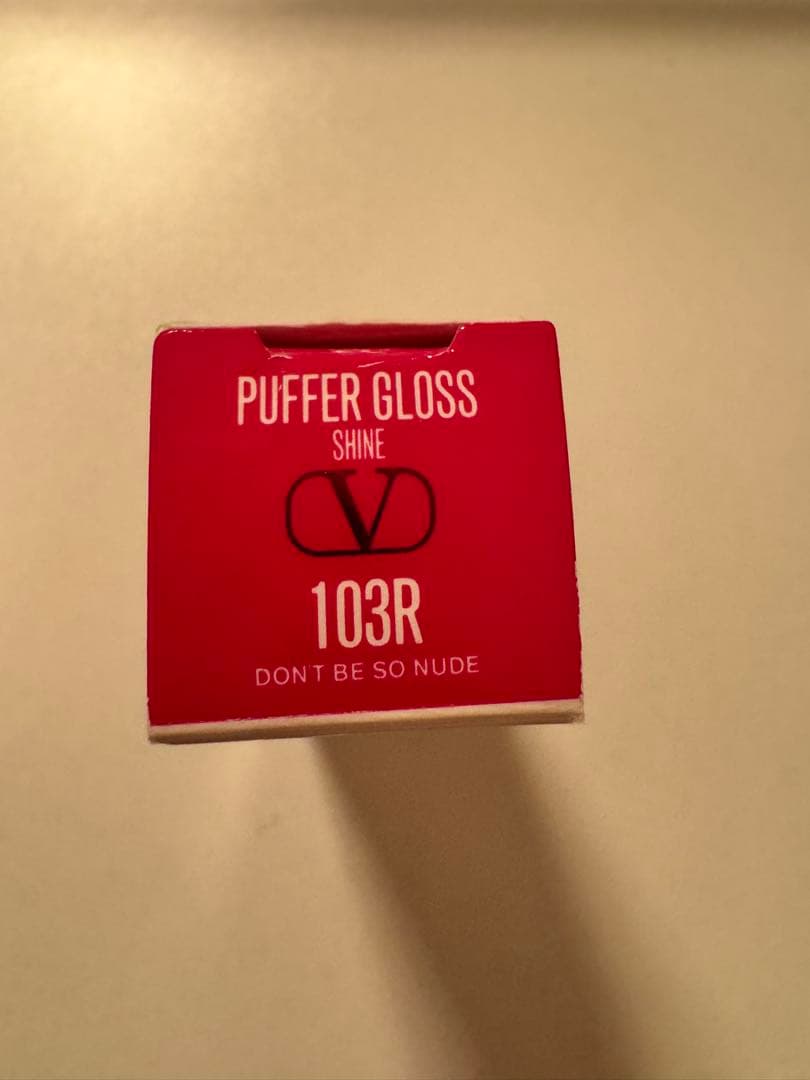 PUFFER GLOSS
SHINE
V
103R
DON'T BE SO NUDE